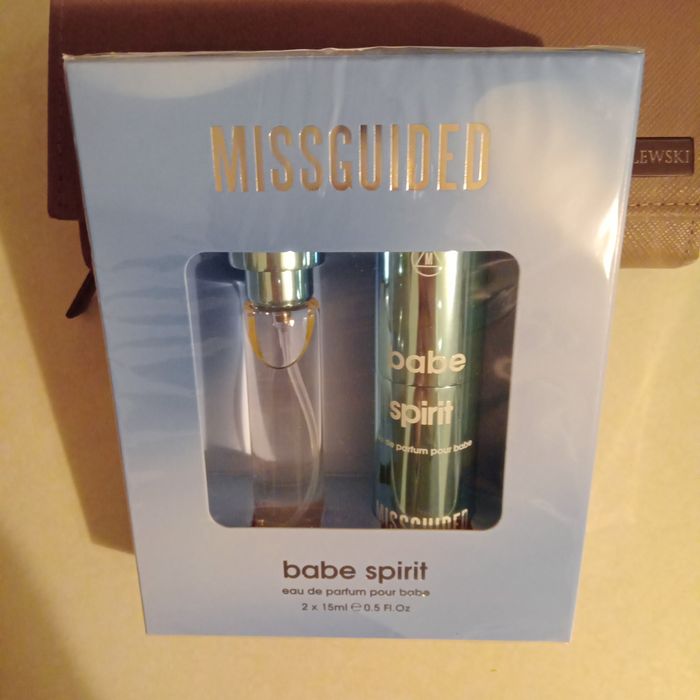 MISSGUIDED
LEWSKI
M
babe
spirit
de parfum pour babe
MISSGUIDED
babe spirit
eau de parfum pour babe
2 x 15ml ℮ 0.5 Fl.Oz